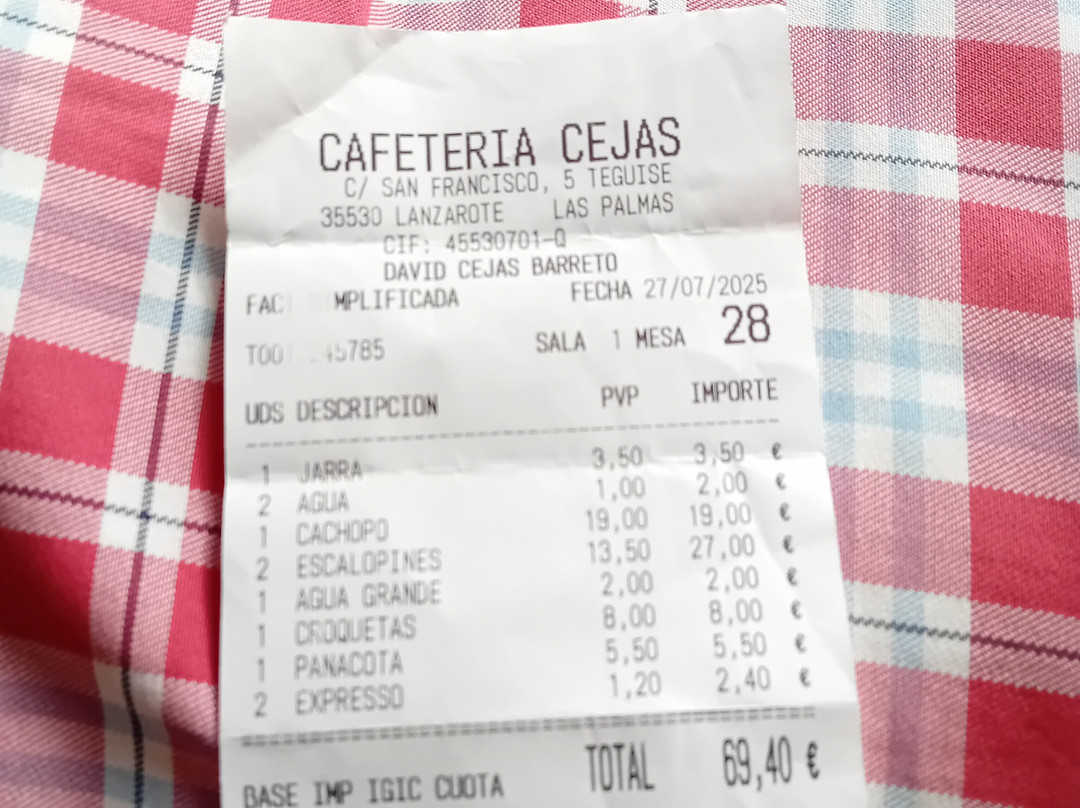 CAFETERIA CEJAS
C/ SAN FRANCISCO, 5 TEGUISE
35530 LANZAROTE LAS PALMAS
CIF: 45530701-Q
DAVID CEJAS BARRETO
FAC MPLIFICADA FECHA 27/07/2025
T00 45785 SALA 1 MESA 28
UDS DESCRIPCION PVP IMPORTE
1 JARRA 3,50 3,50 €
2 AGUA 1,00 2,00 €
1 CACHOPO 19,00 19,00 €
2 ESCALOPINES 13,50 27,00 €
1 AGUA GRANDE 2,00 2,00 €
1 CROQUETAS 8,00 8,00 €
1 PANACOTA 5,50 5,50 €
2 EXPRESSO 1,20 2,40 €
TOTAL 69,40 €
BASE IMP IGIC CUOTA